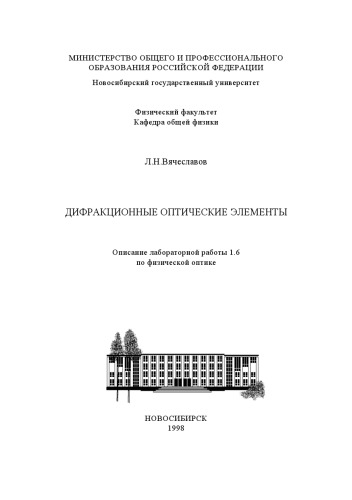 МИНИСТЕРСТВО ОБЩЕГО И ПРОФЕССИОНАЛЬНОГО
ОБРАЗОВАНИЯ РОССИЙСКОЙ ФЕДЕРАЦИИ
Новосибирский государственный университет
Физический факультет
Кафедра общей физики
Л.Н.Вячеславов
ДИФРАКЦИОННЫЕ ОПТИЧЕСКИЕ ЭЛЕМЕНТЫ
Описание лабораторной работы 1.6
по физической оптике
НОВОСИБИРСК
1998